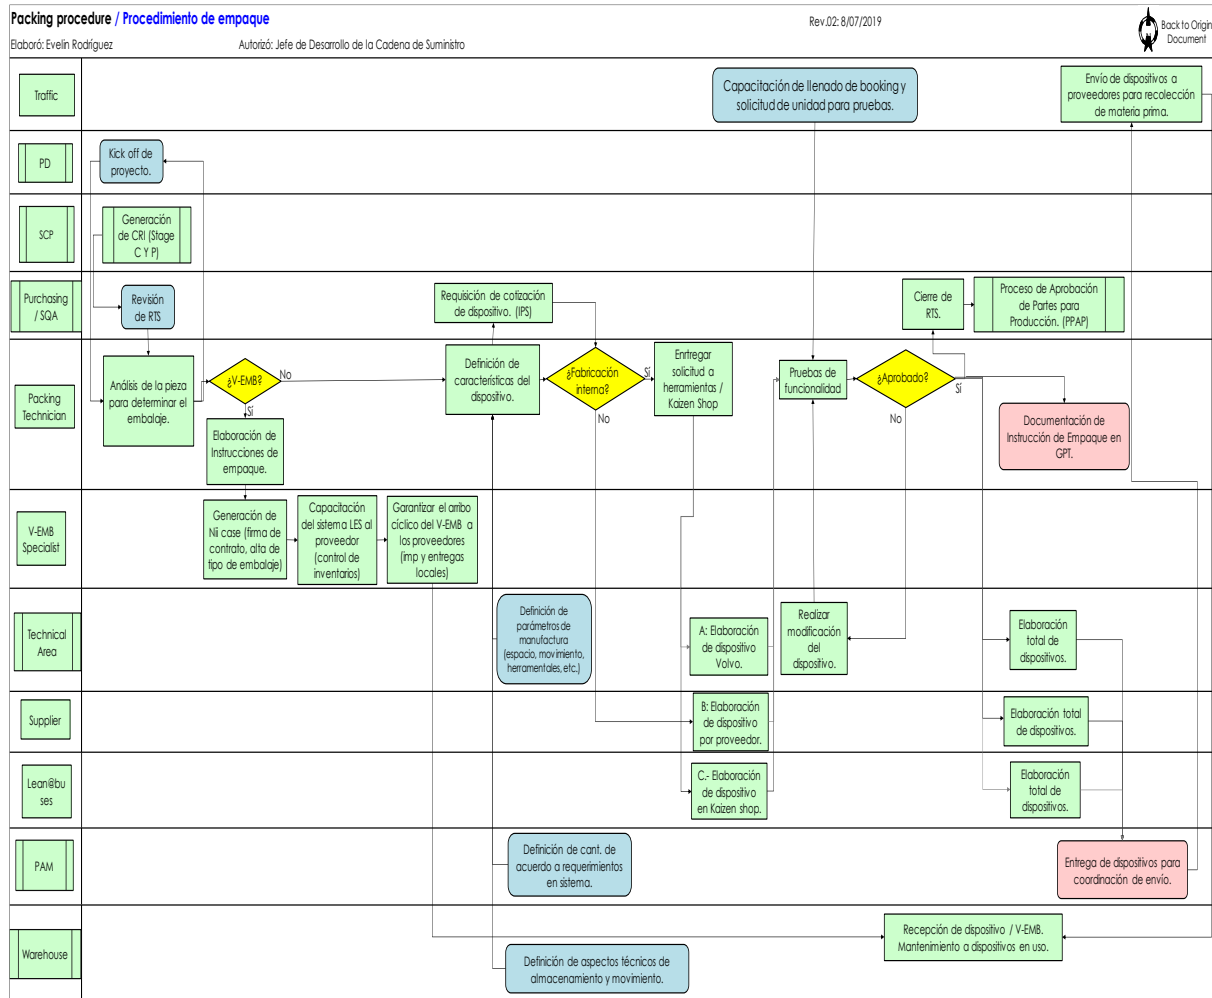 Packing procedure / Procedimiento de empaque
Rev.02: 8/07/2019
Back to Origin
Document
Elaboró: Evelin Rodríguez
Autorizó: Jefe de Desarrollo de la Cadena de Suministro
Traffic
Capacitación de llenado de booking y
solicitud de unidad para pruebas.
Envío de dispositivos a
proveedores para recolección
de materia prima.
PD
Kick off de
proyecto.
SCP
Generación
de CRI (Stage
C Y P)
Purchasing
/ SQA
Revisión
de RTS
Requisición de cotización
de dispositivo. (IPS)
Cierre de
RTS.
Proceso de Aprobación
de Partes para
Producción. (PPAP)
Packing
Technician
Análisis de la pieza
para determinar el
embalaje.
¿V-EMB?
No
Sí
Elaboración de
Instrucciones de
empaque.
Definición de
características del
dispositivo.
¿Fabricación
interna?
Sí
No
Enrtregar
solicitud a
herramientas /
Kaizen Shop
Pruebas de
funcionalidad
¿Aprobado?
Sí
No
Documentación de
Instrucción de Empaque en
GPT.
V-EMB
Specialist
Generación de
Nii case (firma de
contrato, alta de
tipo de embalaje)
Capacitación
del sistema LES al
proveedor
(control de
inventarios)
Garantizar el arribo
cíclico del V-EMB a
los proveedores
(imp y entregas
locales)
Technical
Area
Definición de
parámetros de
manufactura
(espacio, movimiento,
herramentales, etc.)
A: Elaboración
de dispositivo
Volvo.
Realizar
modificación
del
dispositivo.
Elaboración
total de
dispositivos.
Supplier
B: Elaboración
de dispositivo
por proveedor.
Elaboración total
de dispositivos.
Lean@bu
ses
C.- Elaboración
de dispositivo
en Kaizen shop.
Elaboración
total de
dispositivos.
PAM
Definición de cant. de
acuerdo a requerimientos
en sistema.
Entrega de dispositivos para
coordinación de envío.
Warehouse
Definición de aspectos técnicos de
almacenamiento y movimiento.
Recepción de dispositivo / V-EMB.
Mantenimiento a dispositivos en uso.